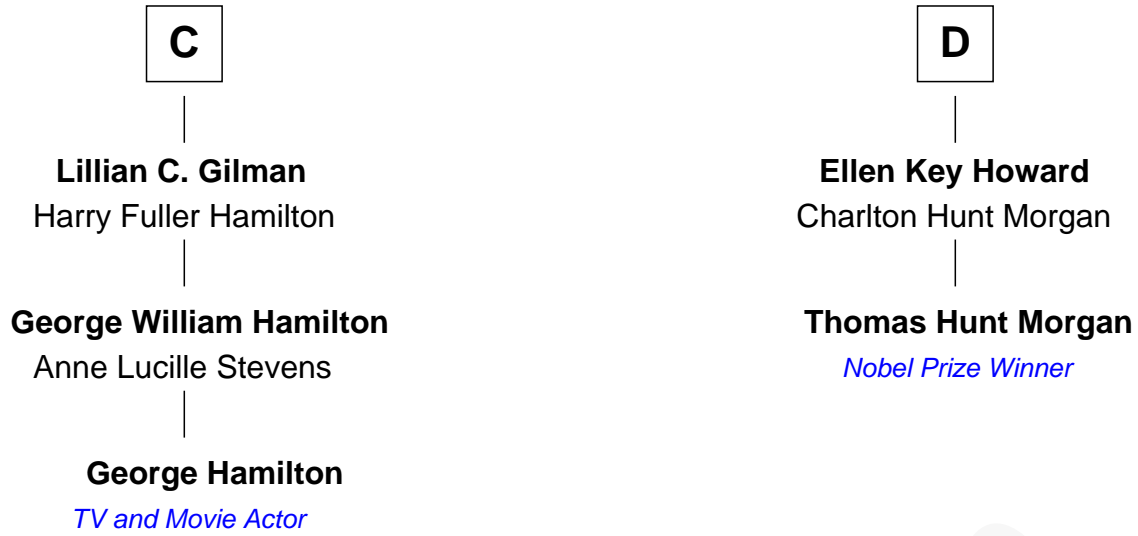 C
Lillian C. Gilman
Harry Fuller Hamilton
George William Hamilton
Anne Lucille Stevens
George Hamilton
TV and Movie Actor
D
Ellen Key Howard
Charlton Hunt Morgan
Thomas Hunt Morgan
Nobel Prize Winner